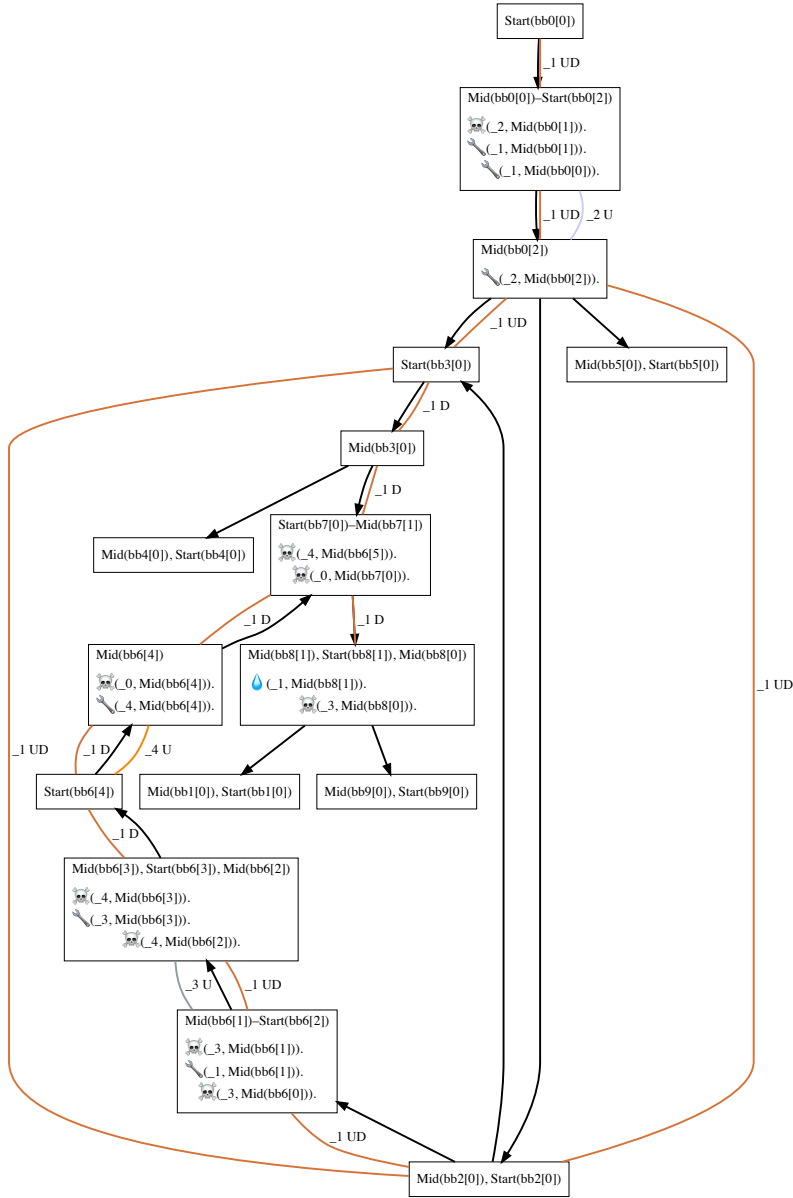 Start(bb0[0])
_1 UD
Mid(bb0[0])–Start(bb0[2])
☠(_2, Mid(bb0[1])).
🔧(_1, Mid(bb0[1])).
🔧(_1, Mid(bb0[0])).
_1 UD
_2 U
Mid(bb0[2])
🔧(_2, Mid(bb0[2])).
_1 UD
Start(bb3[0])
Mid(bb5[0]), Start(bb5[0])
_1 D
Mid(bb3[0])
_1 D
Start(bb7[0])–Mid(bb7[1])
☠(_4, Mid(bb6[5])).
☠(_0, Mid(bb7[0])).
Mid(bb4[0]), Start(bb4[0])
_1 D
_1 D
Mid(bb6[4])
☠(_0, Mid(bb6[4])).
🔧(_4, Mid(bb6[4])).
Mid(bb8[1]), Start(bb8[1]), Mid(bb8[0])
💧(_1, Mid(bb8[1])).
☠(_3, Mid(bb8[0])).
_1 UD
_1 UD
_1 D
_4 U
Start(bb6[4])
Mid(bb1[0]), Start(bb1[0])
Mid(bb9[0]), Start(bb9[0])
_1 D
Mid(bb6[3]), Start(bb6[3]), Mid(bb6[2])
☠(_4, Mid(bb6[3])).
🔧(_3, Mid(bb6[3])).
☠(_4, Mid(bb6[2])).
_3 U
_1 UD
Mid(bb6[1])–Start(bb6[2])
☠(_3, Mid(bb6[1])).
🔧(_1, Mid(bb6[1])).
☠(_3, Mid(bb6[0])).
_1 UD
Mid(bb2[0]), Start(bb2[0])